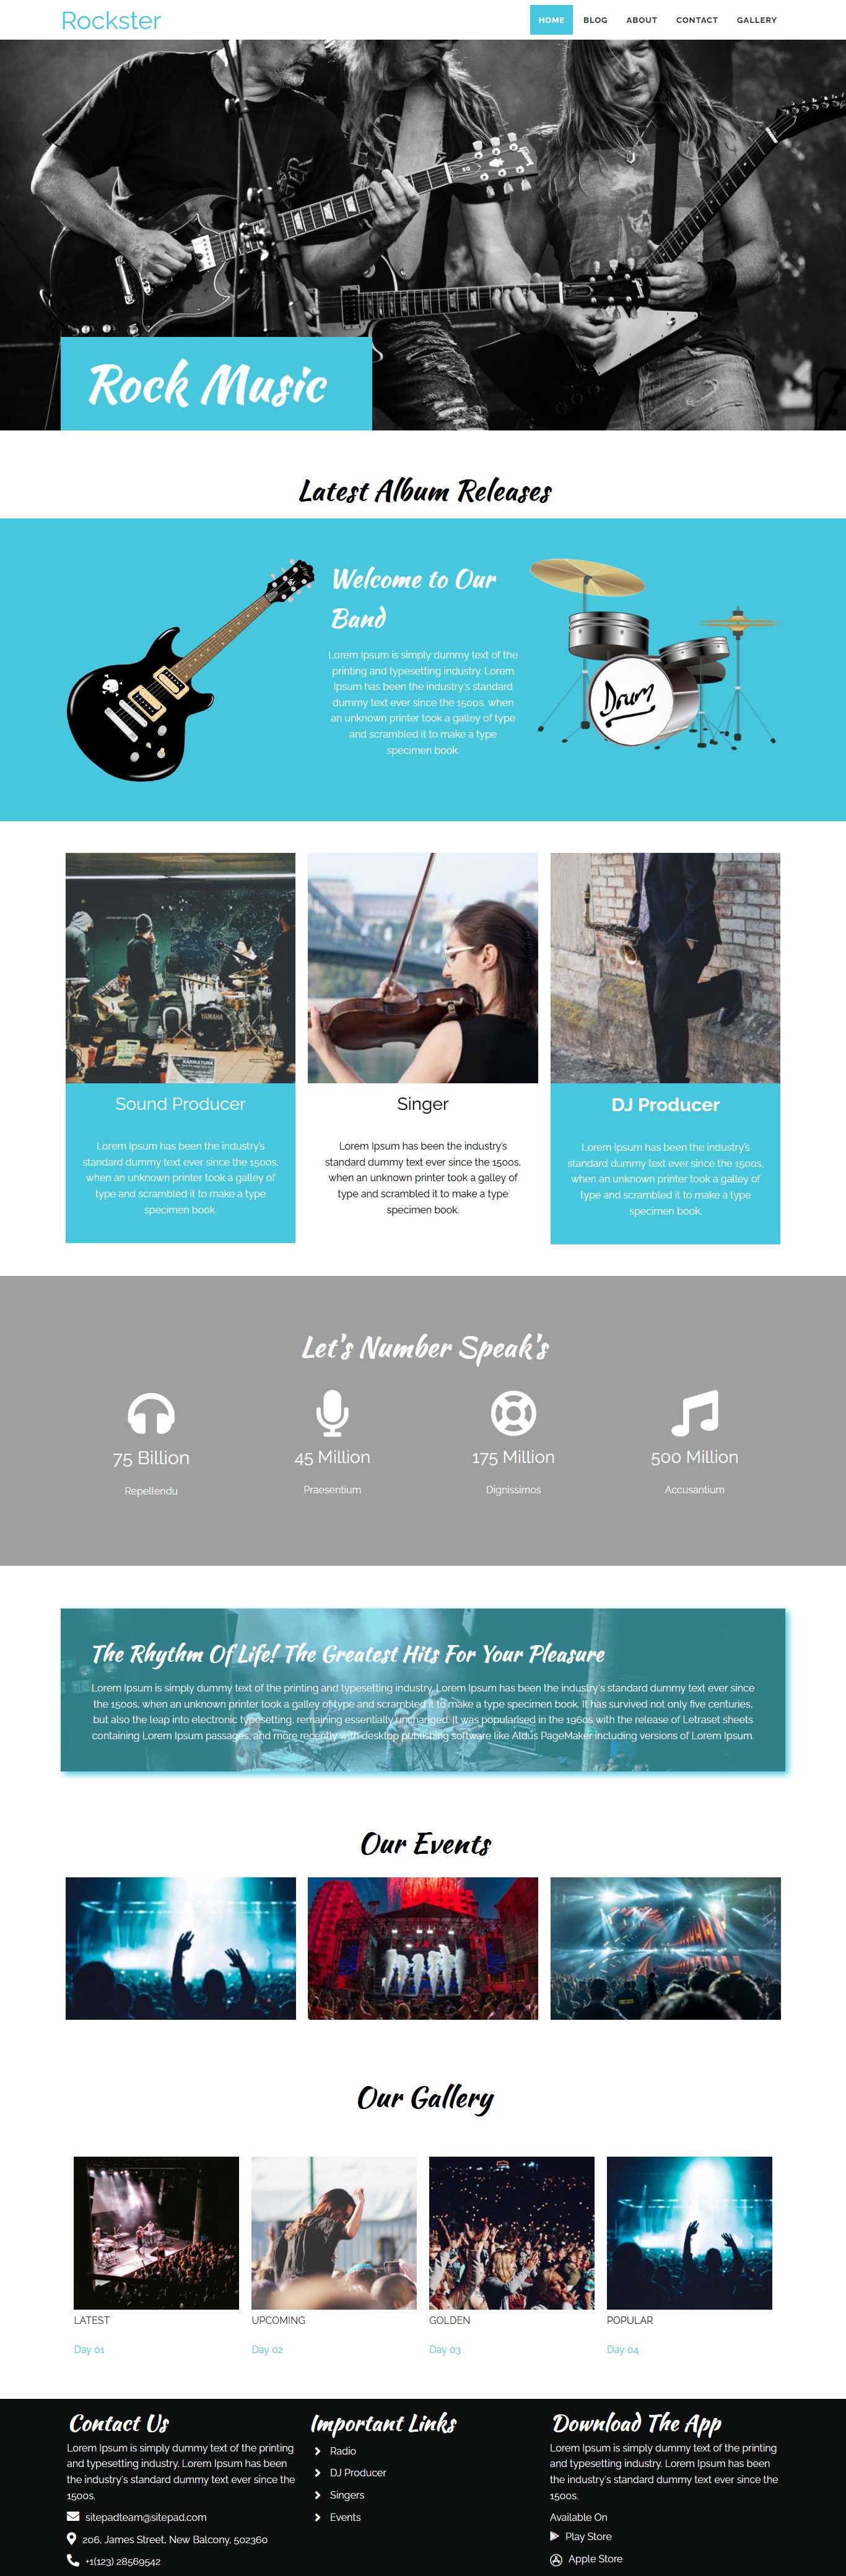 Rockster
HOME BLOG ABOUT CONTACT GALLERY
Rock Music
Latest Album Releases
Welcome to Our
Band
Lorem Ipsum is simply dummy text of the
printing and typesetting industry. Lorem
Ipsum has been the industry's standard
dummy text ever since the 1500s, when
an unknown printer took a galley of type
and scrambled it to make a type
specimen book.
Drum
YAMAHA
Sound Producer
Lorem Ipsum has been the industry's
standard dummy text ever since the 1500s,
when an unknown printer took a galley of
type and scrambled it to make a type
specimen book.
Singer
Lorem Ipsum has been the industry's
standard dummy text ever since the 1500s,
when an unknown printer took a galley of
type and scrambled it to make a type
specimen book.
DJ Producer
Lorem Ipsum has been the industry's
standard dummy text ever since the 1500s,
when an unknown printer took a galley of
type and scrambled it to make a type
specimen book.
Let's Number Speak's
75 Billion
Repellendu
45 Million
Praesentium
175 Million
Dignissimos
500 Million
Accusantium
The Rhythm Of Life! The Greatest Hits For Your Pleasure
Lorem Ipsum is simply dummy text of the printing and typesetting industry. Lorem Ipsum has been the industry's standard dummy text ever since
the 1500s, when an unknown printer took a galley of type and scrambled it to make a type specimen book. It has survived not only five centuries,
but also the leap into electronic typesetting, remaining essentially unchanged. It was popularised in the 1960s with the release of Letraset sheets
containing Lorem Ipsum passages, and more recently with desktop publishing software like Aldus PageMaker including versions of Lorem Ipsum.
Our Events
Our Gallery
LATEST
Day 01
UPCOMING
Day 02
GOLDEN
Day 03
POPULAR
Day 04
Contact Us
Lorem Ipsum is simply dummy text of the printing
and typesetting industry. Lorem Ipsum has been
the industry's standard dummy text ever since the
1500s.
sitepadteam@sitepad.com
206, James Street, New Balcony, 502360
+1(123) 28569542
Important Links
Radio
DJ Producer
Singers
Events
Download The App
Lorem Ipsum is simply dummy text of the printing
and typesetting industry. Lorem Ipsum has been
the industry's standard dummy text ever since the
1500s.
Available On
Play Store
Apple Store